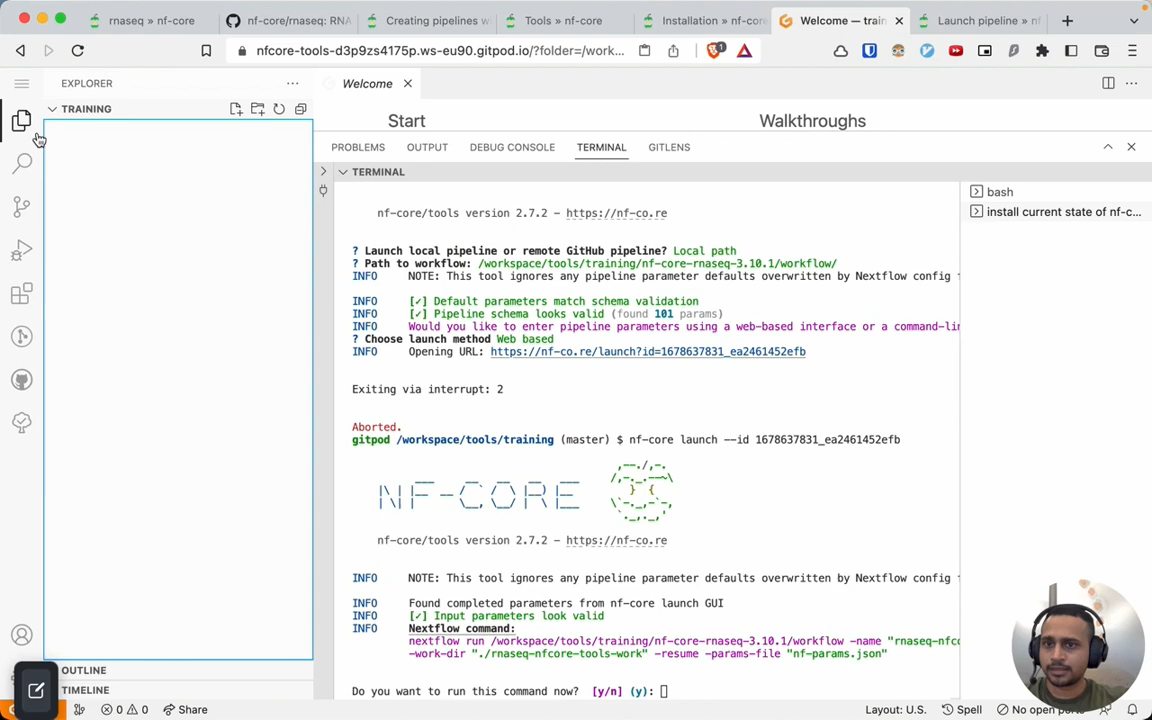 rnaseq » nf-core
nf-core/rnaseq: RNA
Creating pipelines w
Tools » nf-core
Installation » nf-core
Welcome — train
Launch pipeline » nf
nfcore-tools-d3p9zs4175p.ws-eu90.gitpod.io/?folder=/work...
1
EXPLORER
Welcome
TRAINING
Start
Walkthroughs
PROBLEMS
OUTPUT
DEBUG CONSOLE
TERMINAL
GITLENS
TERMINAL
bash
install current state of nf-c...
nf-core/tools version 2.7.2 – https://nf-co.re
? Launch local pipeline or remote GitHub pipeline? Local path
? Path to workflow: /workspace/tools/training/nf-core-rnaseq-3.10.1/workflow/
INFO NOTE: This tool ignores any pipeline parameter defaults overwritten by Nextflow config
INFO [✓] Default parameters match schema validation
INFO [✓] Pipeline schema looks valid (found 101 params)
INFO Would you like to enter pipeline parameters using a web-based interface or a command-lin
? Choose launch method Web based
INFO Opening URL: https://nf-co.re/launch?id=1678637831_ea2461452efb
Exiting via interrupt: 2
Aborted.
gitpod /workspace/tools/training (master) $ nf-core launch --id 1678637831_ea2461452efb
NF-CORE
nf-core/tools version 2.7.2 – https://nf-co.re
INFO NOTE: This tool ignores any pipeline parameter defaults overwritten by Nextflow config
INFO Found completed parameters from nf-core launch GUI
INFO [✓] Input parameters look valid
INFO Nextflow command:
nextflow run /workspace/tools/training/nf-core-rnaseq-3.10.1/workflow -name "rnaseq-nfco
-work-dir "./rnaseq-nfcore-tools-work" -resume -params-file "nf-params.json"
Do you want to run this command now? [y/n] (y):
OUTLINE
TIMELINE
0 0
Share
Layout: U.S.
Spell
No open ports